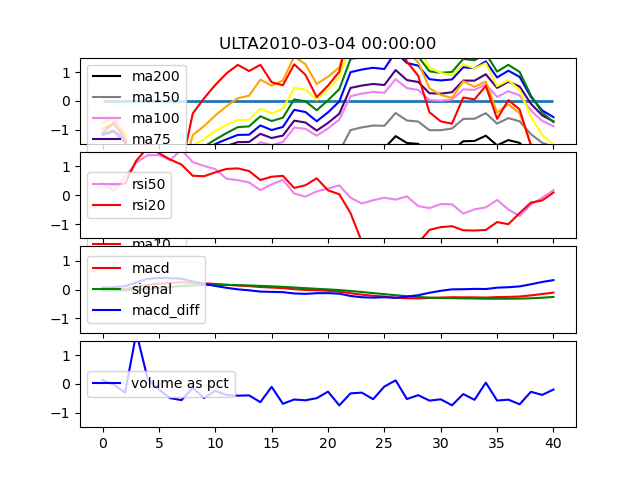 ULTA2010-03-04 00:00:00
1
0
−1
ma200
ma150
ma100
ma75
1
0
−1
rsi50
rsi20
ma10
1
0
−1
macd
signal
macd_diff
1
0
−1
volume as pct
0 5 10 15 20 25 30 35 40